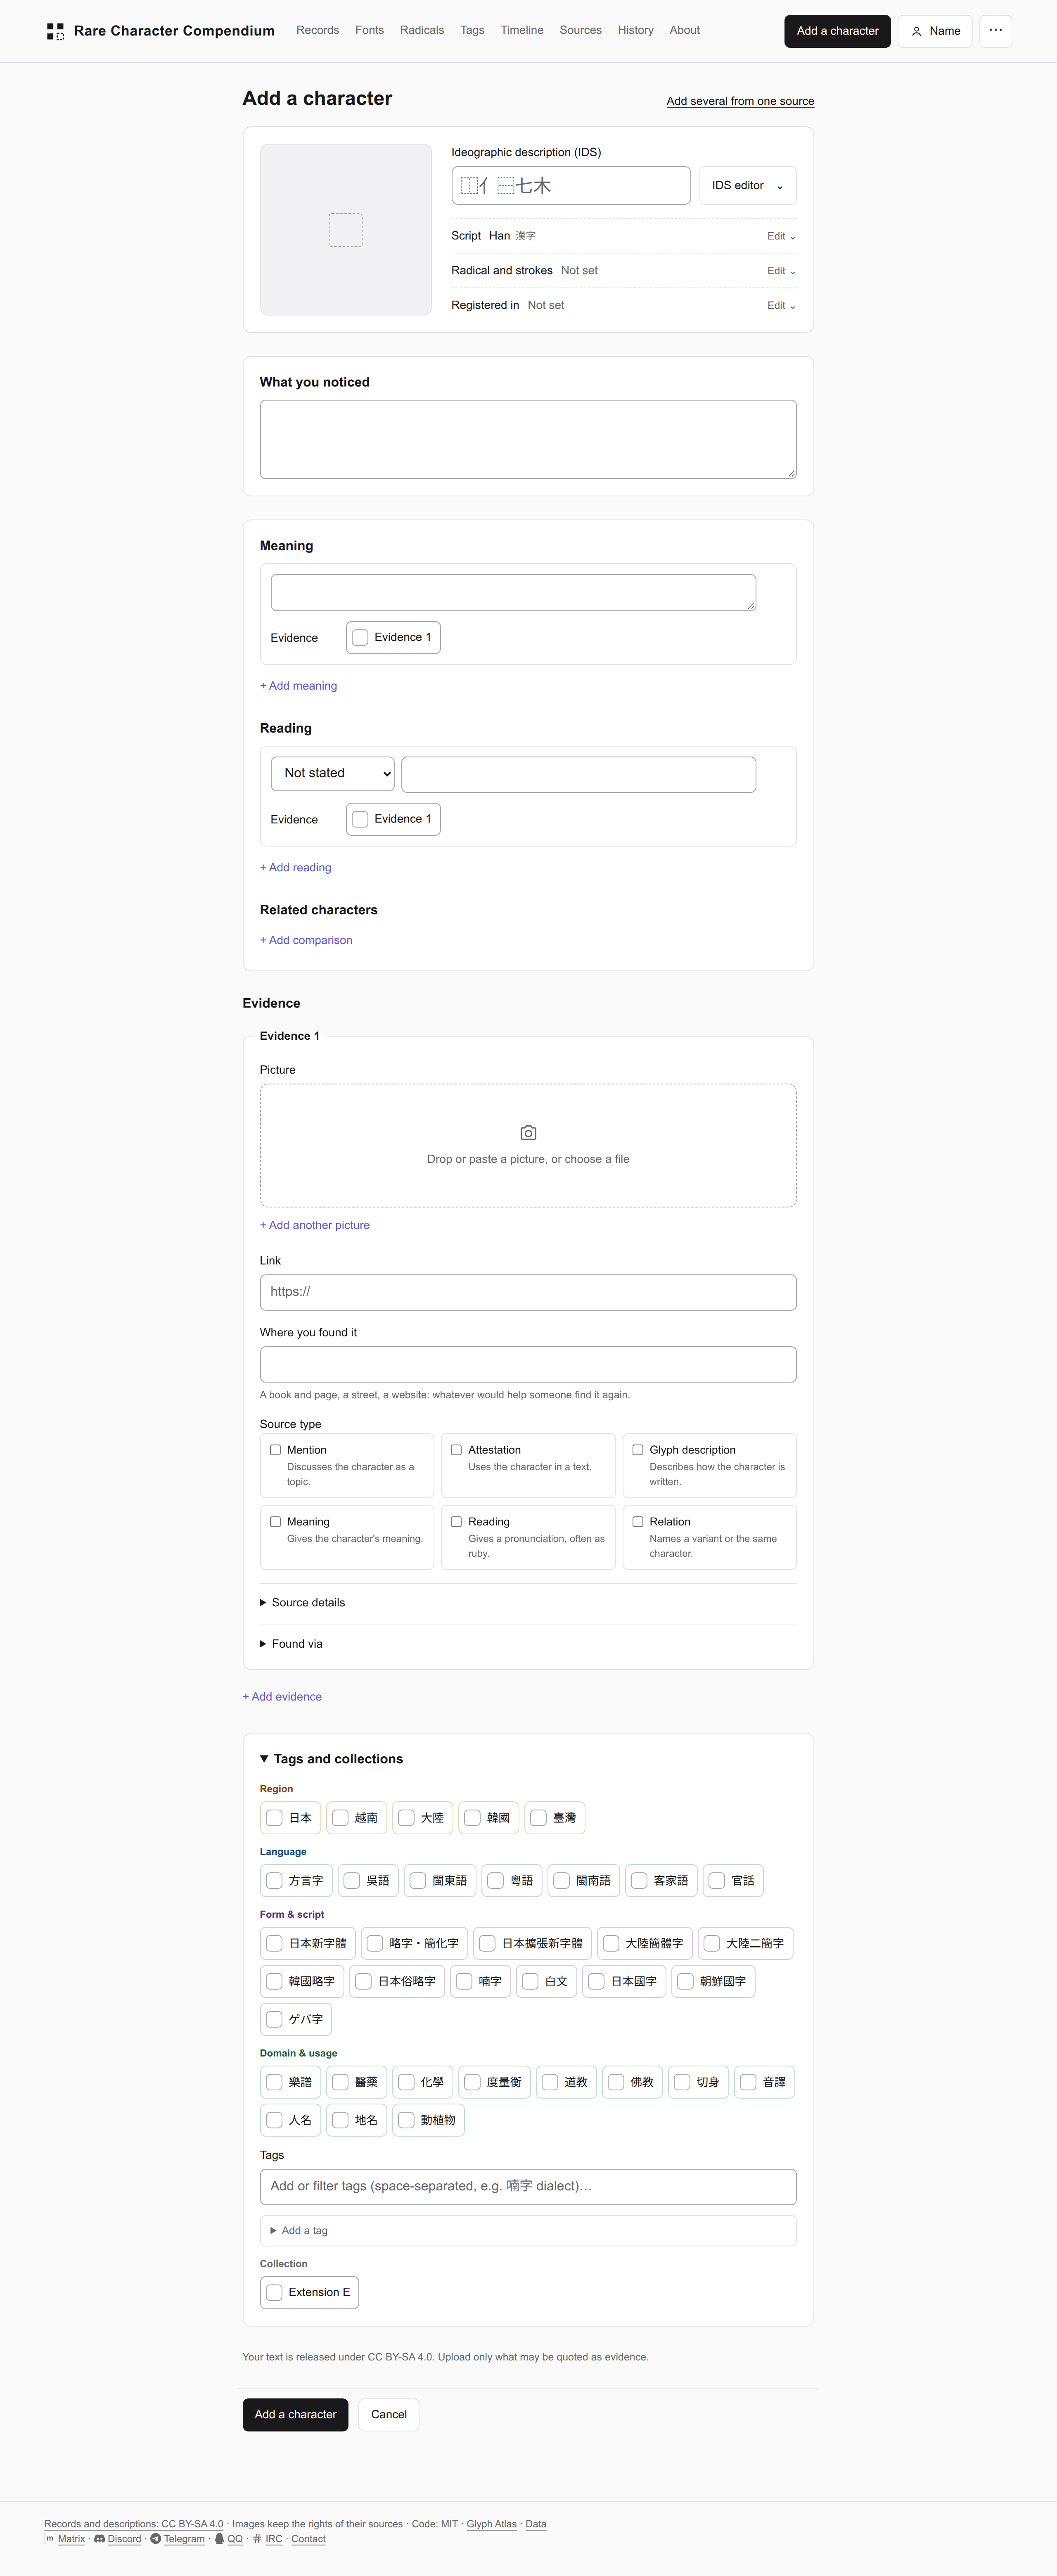 Rare Character Compendium Records Fonts Radicals Tags Timeline Sources History About Add a character Name ···
Add a character Add several from one source
Ideographic description (IDS)
⿰亻⿱七木 IDS editor
Script Han 漢字 Edit
Radical and strokes Not set Edit
Registered in Not set Edit
What you noticed
Meaning
Evidence Evidence 1
+ Add meaning
Reading
Not stated
Evidence Evidence 1
+ Add reading
Related characters
+ Add comparison
Evidence
Evidence 1
Picture
Drop or paste a picture, or choose a file
+ Add another picture
Link
https://
Where you found it
A book and page, a street, a website: whatever would help someone find it again.
Source type
Mention
Discusses the character as a
topic.
Attestation
Uses the character in a text.
Glyph description
Describes how the character is
written.
Meaning
Gives the character's meaning.
Reading
Gives a pronunciation, often as
ruby.
Relation
Names a variant or the same
character.
Source details
Found via
+ Add evidence
Tags and collections
Region
日本 越南 大陸 韓國 臺灣
Language
方言字 吳語 閩東語 粵語 閩南語 客家語 官話
Form & script
日本新字體 略字・簡化字 日本擴張新字體 大陸簡體字 大陸二簡字
韓國略字 日本俗略字 喃字 白文 日本國字 朝鮮國字
ゲバ字
Domain & usage
樂譜 醫藥 化學 度量衡 道教 佛教 切身 音譯
人名 地名 動植物
Tags
Add or filter tags (space-separated, e.g. 喃字 dialect)…
Add a tag
Collection
Extension E
Your text is released under CC BY-SA 4.0. Upload only what may be quoted as evidence.
Add a character Cancel
Records and descriptions: CC BY-SA 4.0 · Images keep the rights of their sources · Code: MIT · Glyph Atlas · Data
[m] Matrix · Discord · Telegram · QQ · # IRC · Contact